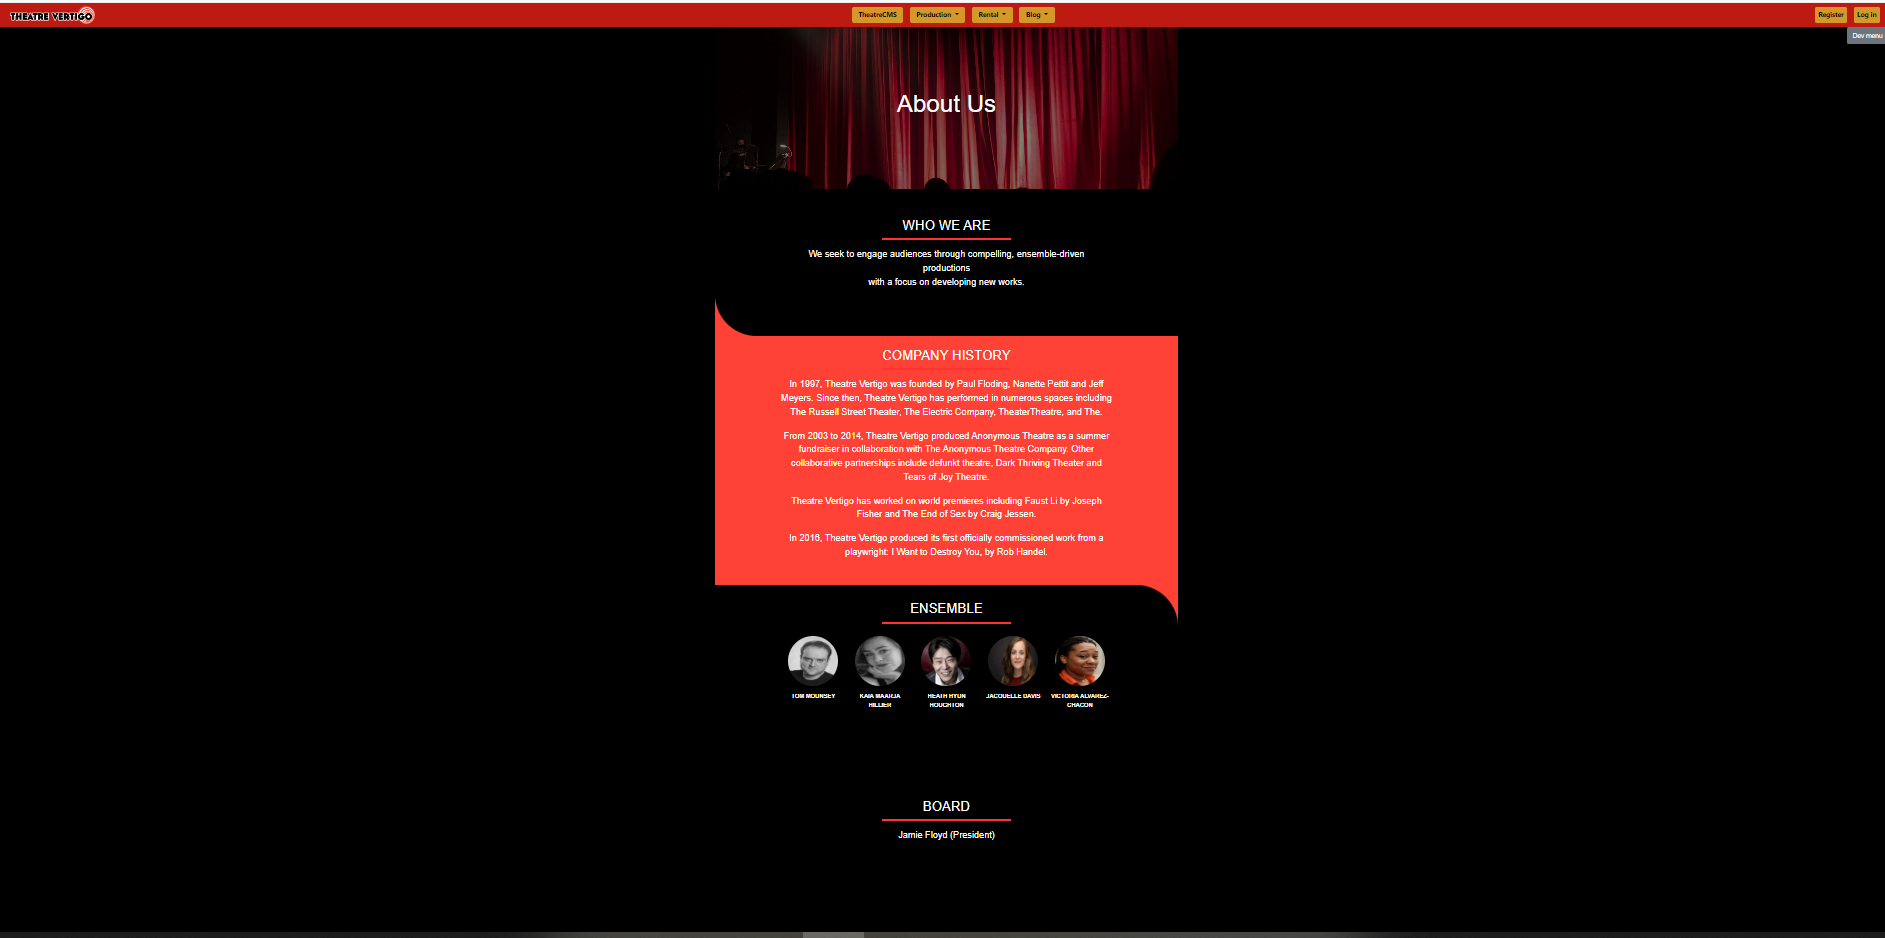 THEATRE VERTIGO
TheatreCMS
Production
Rental
Blog
Register
Log in
Dev menu
About Us
WHO WE ARE
We seek to engage audiences through compelling, ensemble-driven
productions
with a focus on developing new works.
COMPANY HISTORY
In 1997, Theatre Vertigo was founded by Paul Floding, Nanette Pettit and Jeff
Meyers. Since then, Theatre Vertigo has performed in numerous spaces including
The Russell Street Theater, The Electric Company, TheaterTheatre, and The.
From 2003 to 2014, Theatre Vertigo produced Anonymous Theatre as a summer
fundraiser in collaboration with The Anonymous Theatre Company. Other
collaborative partnerships include defunkt theatre, Dark Thriving Theater and
Tears of Joy Theatre.
Theatre Vertigo has worked on world premieres including Faust Li by Joseph
Fisher and The End of Sex by Craig Jessen.
In 2016, Theatre Vertigo produced its first officially commissioned work from a
playwright: I Want to Destroy You, by Rob Handel.
ENSEMBLE
TOM MOUNSEY
KAIA MAARJA
HILLIER
HEATH HYUN
HOUGHTON
JACQUELLE DAVIS
VICTORIA ALVAREZ-
CHACON
BOARD
Jamie Floyd (President)